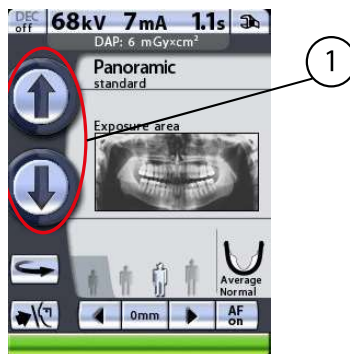 DEC off 68kV 7mA 1.1s
DAP: 6 mGy×cm²
Panoramic
standard
1
Exposure area
Average
Normal
0mm AF on